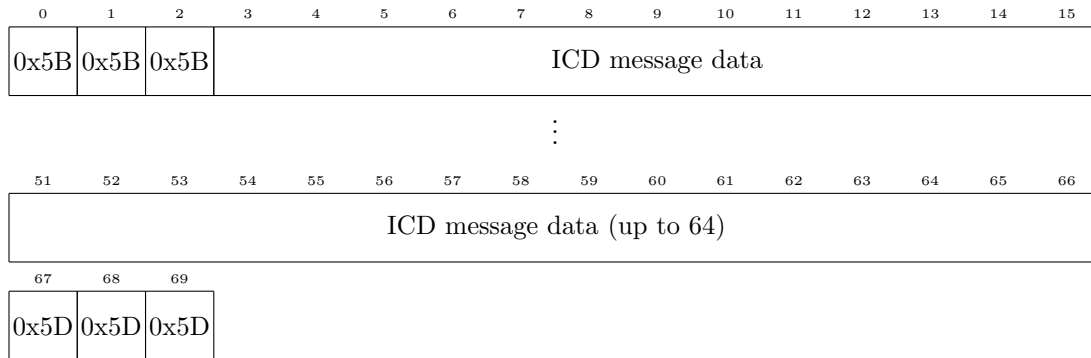 0 1 2 3 4 5 6 7 8 9 10 11 12 13 14 15
0x5B 0x5B 0x5B ICD message data
⋮
51 52 53 54 55 56 57 58 59 60 61 62 63 64 65 66
ICD message data (up to 64)
67 68 69
0x5D 0x5D 0x5D